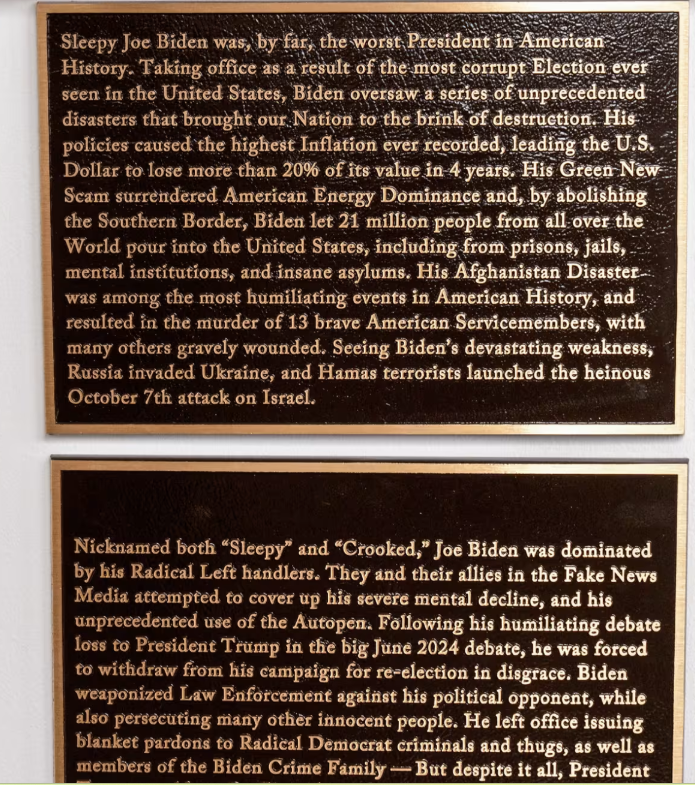 Sleepy Joe Biden was, by far, the worst President in American
History. Taking office as a result of the most corrupt Election ever
seen in the United States, Biden oversaw a series of unprecedented
disasters that brought our Nation to the brink of destruction. His
policies caused the highest Inflation ever recorded, leading the U.S.
Dollar to lose more than 20% of its value in 4 years. His Green New
Scam surrendered American Energy Dominance and, by abolishing
the Southern Border, Biden let 21 million people from all over the
World pour into the United States, including from prisons, jails,
mental institutions, and insane asylums. His Afghanistan Disaster
was among the most humiliating events in American History, and
resulted in the murder of 13 brave American Servicemembers, with
many others gravely wounded. Seeing Biden's devastating weakness,
Russia invaded Ukraine, and Hamas terrorists launched the heinous
October 7th attack on Israel.
Nicknamed both "Sleepy" and "Crooked," Joe Biden was dominated
by his Radical Left handlers. They and their allies in the Fake News
Media attempted to cover up his severe mental decline, and his
unprecedented use of the Autopen. Following his humiliating debate
loss to President Trump in the big June 2024 debate, he was forced
to withdraw from his campaign for re-election in disgrace. Biden
weaponized Law Enforcement against his political opponent, while
also persecuting many other innocent people. He left office issuing
blanket pardons to Radical Democrat criminals and thugs, as well as
members of the Biden Crime Family — But despite it all, President